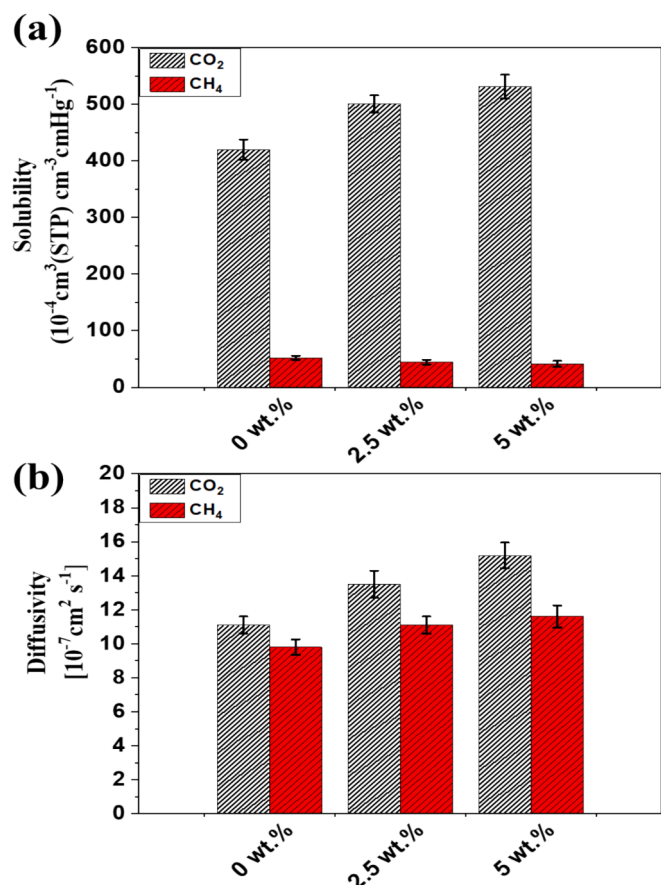 (a)
600
500
400
300
200
100
0
Solubility
(10⁻⁴cm³(STP) cm⁻³cmHg⁻¹)
CO₂
CH₄
0 wt.%
2.5 wt.%
5 wt.%
(b)
20
18
16
14
12
10
8
6
4
2
0
Diffusivity
[10⁻⁷cm² s⁻¹]
CO₂
CH₄
0 wt.%
2.5 wt.%
5 wt.%